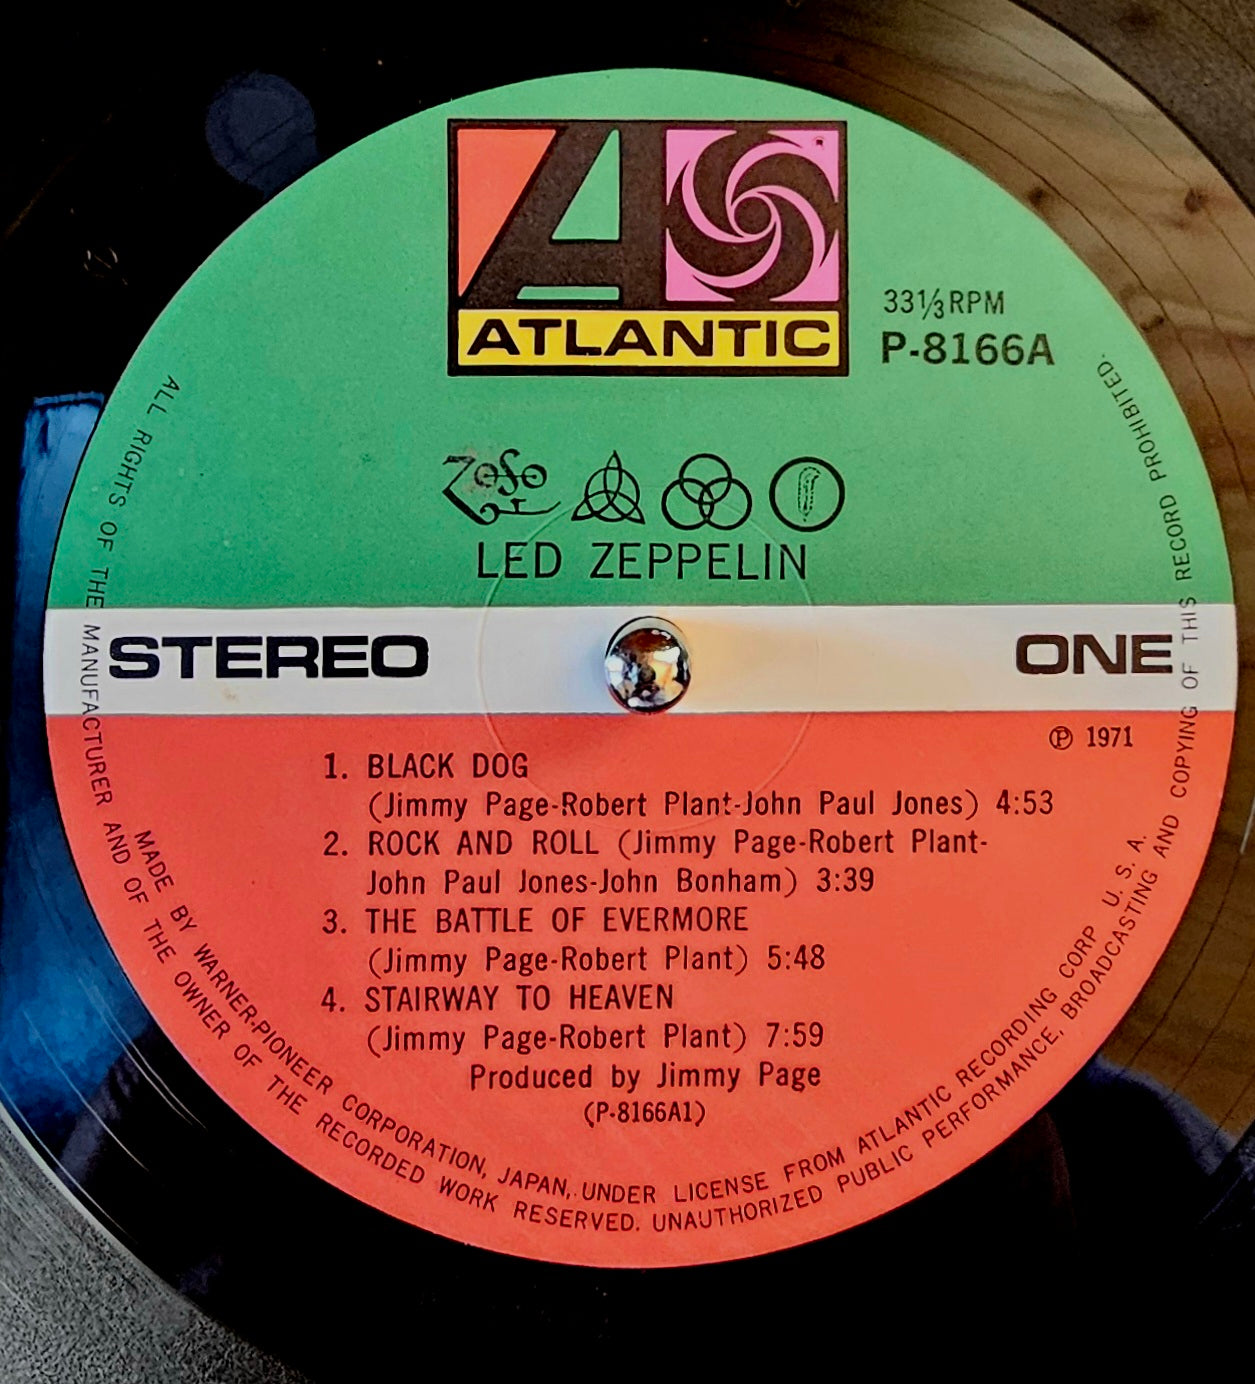 ATLANTIC
33⅓RPM
P-8166A
LED ZEPPELIN
STEREO
ONE
Ⓟ 1971
1. BLACK DOG
(Jimmy Page-Robert Plant-John Paul Jones) 4:53
2. ROCK AND ROLL (Jimmy Page-Robert Plant-
John Paul Jones-John Bonham) 3:39
3. THE BATTLE OF EVERMORE
(Jimmy Page-Robert Plant) 5:48
4. STAIRWAY TO HEAVEN
(Jimmy Page-Robert Plant) 7:59
Produced by Jimmy Page
(P-8166A1)
MADE BY WARNER-PIONEER CORPORATION, JAPAN, UNDER LICENSE FROM ATLANTIC RECORDING CORP U. S. A.
ALL RIGHTS OF THE MANUFACTURER AND OF THE OWNER OF THE RECORDED WORK RESERVED. UNAUTHORIZED PUBLIC PERFORMANCE, BROADCASTING AND COPYING OF THIS RECORD PROHIBITED.